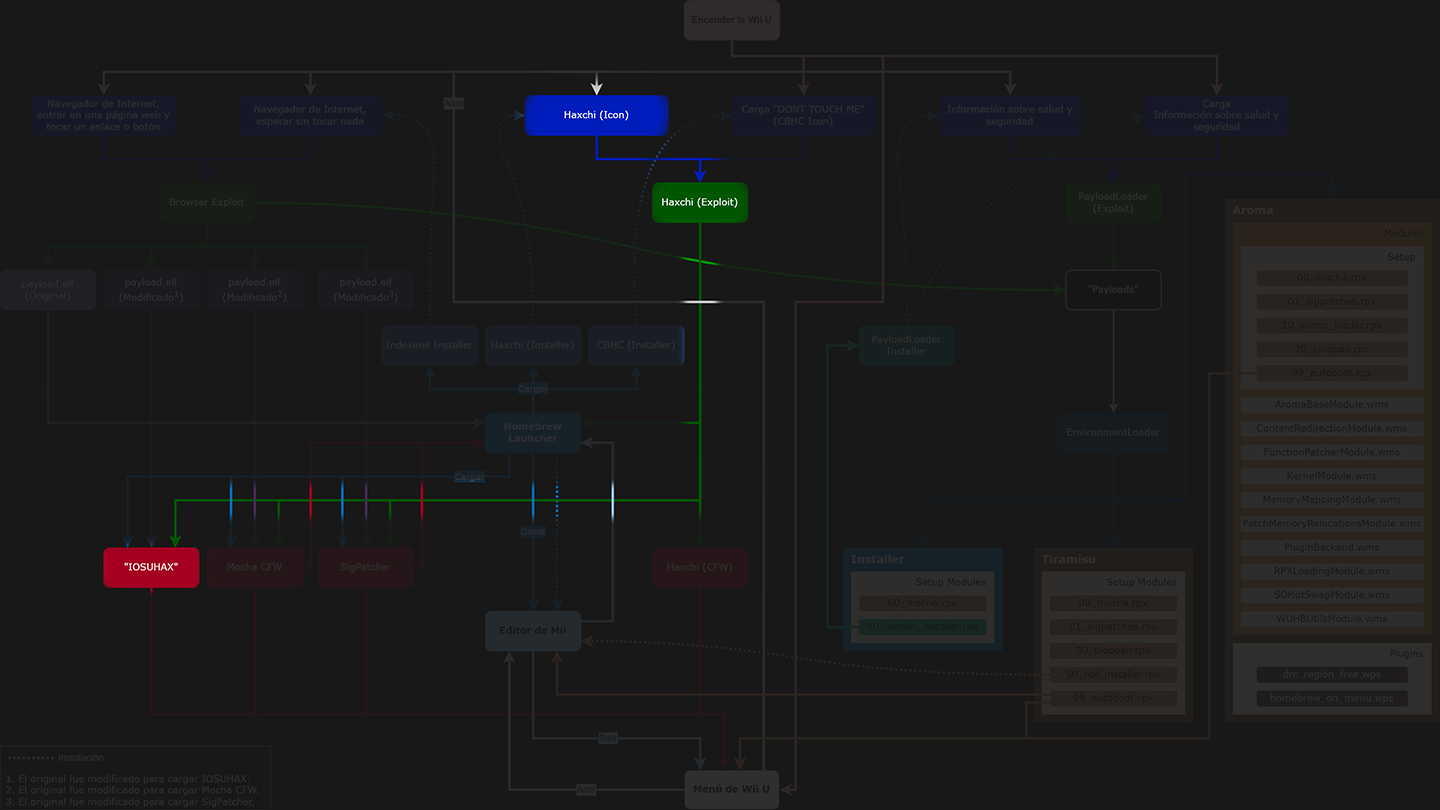 Encender la Wii U
Navegador de Internet,
entrar en una página web y
tocar un enlace o botón
Navegador de Internet,
esperar sin tocar nada
Abrir
Haxchi (Icon)
Carga "DONT TOUCH ME"
(CBHC Icon)
Información sobre salud y
seguridad
Carga
Información sobre salud y
seguridad
Browser Exploit
Haxchi (Exploit)
PayloadLoader
(Exploit)
Aroma
Modules
Setup
00_mocha.rpx
01_sigpatches.rpx
10_wums_loader.rpx
30_bloopair.rpx
99_autoboot.rpx
AromaBaseModule.wms
ContentRedirectionModule.wms
FunctionPatcherModule.wms
KernelModule.wms
MemoryMappingModule.wms
PatchMemoryRelocationsModule.wms
PluginBackend.wms
RPXLoadingModule.wms
SDHotSwapModule.wms
WUHBUtilsModule.wms
Plugins
drc_region_free.wps
homebrew_on_menu.wps
payload.elf
(Original)
payload.elf
(Modificado¹)
payload.elf
(Modificado²)
payload.elf
(Modificado³)
"Payloads"
Indexiine Installer
Haxchi (Installer)
CBHC (Installer)
PayloadLoader
Installer
Cargar
Homebrew
Launcher
EnvironmentLoader
Cargar
Cerrar
"IOSUHAX"
Mocha CFW
SigPatcher
Haxchi (CFW)
Installer
Setup Modules
00_mocha.rpx
90_launch_installer.rpx
Tiramisu
Setup Modules
00_mocha.rpx
01_sigpatches.rpx
30_bloopair.rpx
50_hbl_installer.rpx
99_autoboot.rpx
Editor de Mii
Salir
Abrir
Menú de Wii U
Instalación
1. El original fue modificado para cargar IOSUHAX.
2. El original fue modificado para cargar Mocha CFW.
3. El original fue modificado para cargar SigPatcher.